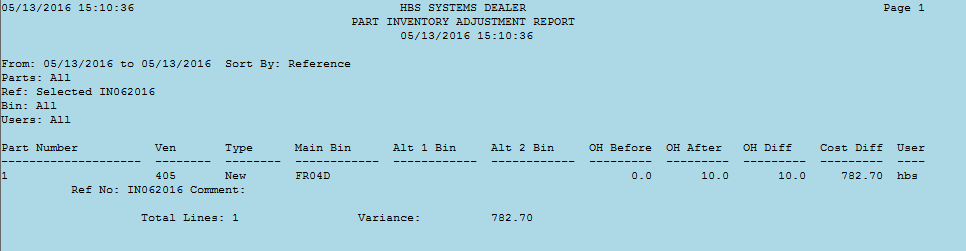 05/13/2016 15:10:36 HBS SYSTEMS DEALER Page 1
PART INVENTORY ADJUSTMENT REPORT
05/13/2016 15:10:36
From: 05/13/2016 to 05/13/2016 Sort By: Reference
Parts: All
Ref: Selected IN062016
Bin: All
Users: All
Part Number Ven Type Main Bin Alt 1 Bin Alt 2 Bin OH Before OH After OH Diff Cost Diff User
-------------------- -------- -------- ------------ ------------ ------------ --------- --------- --------- --------- ----
1 405 New FR04D 0.0 10.0 10.0 782.70 hbs
Ref No: IN062016 Comment:
Total Lines: 1 Variance: 782.70